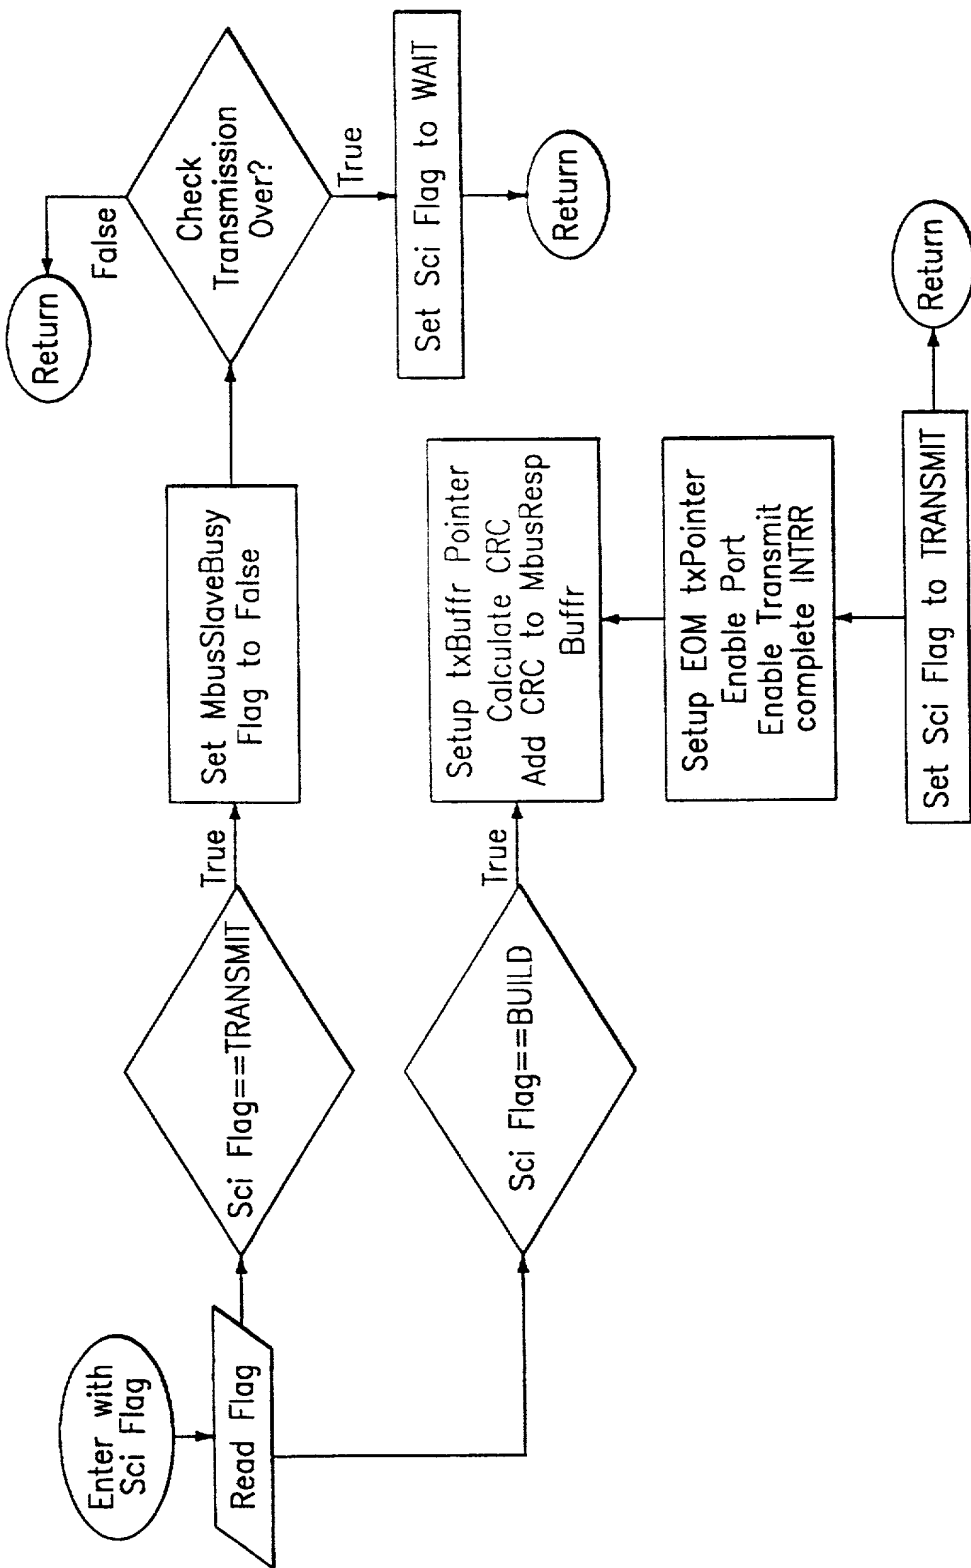 Enter with
Sci Flag
Read Flag
Sci Flag==TRANSMIT
True
Set MbusSlaveBusy
Flag to False
Check
Transmission
Over?
False
Return
True
Set Sci Flag to WAIT
Return
Sci Flag==BUILD
True
Setup txBuffr Pointer
Calculate CRC
Add CRC to MbusResp
Buffr
Setup EOM txPointer
Enable Port
Enable Transmit
complete INTRR
Set Sci Flag to TRANSMIT
Return